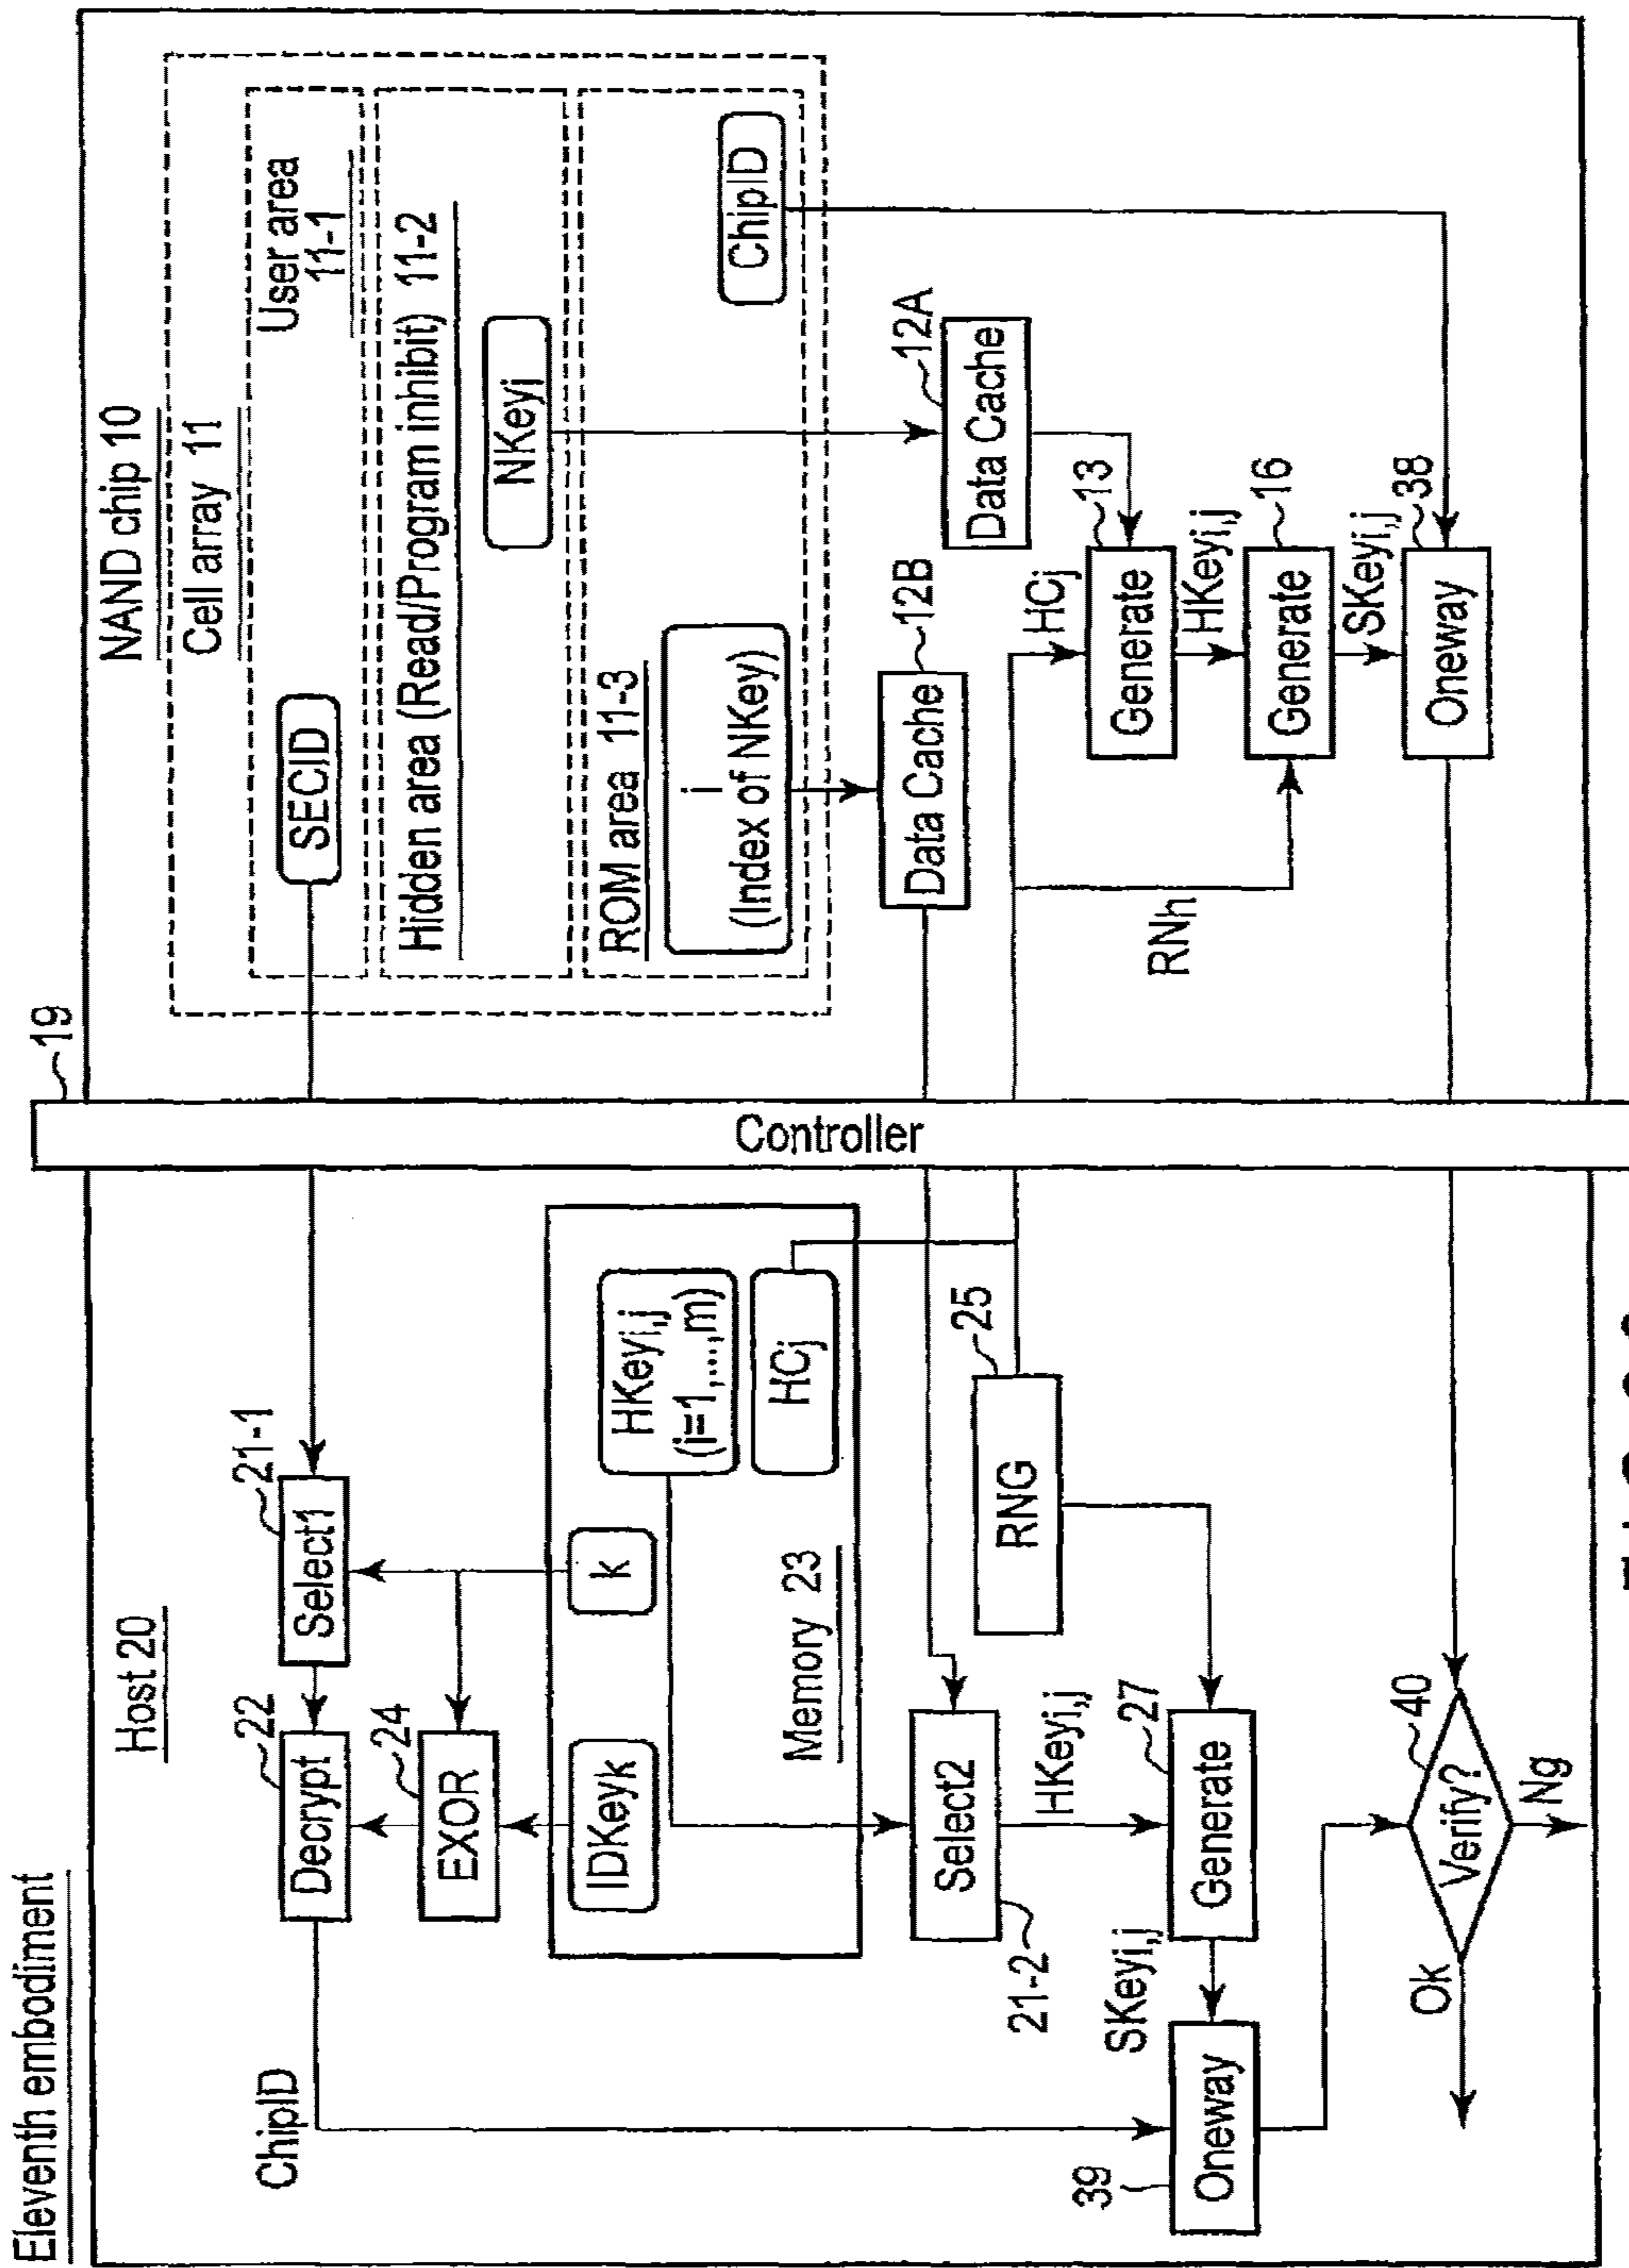 Eleventh embodiment
Host 20
19
NAND chip 10
Cell array 11
User area
11-1
SECID
Hidden area (Read/Program inhibit) 11-2
NKeyi
ROM area 11-3
i
(Index of NKey)
ChipID
12B
Data Cache
12A
Data Cache
HCj
13
Generate
HKeyi,j
RNh
16
Generate
SKeyi,j
38
Oneway
Controller
21-1
Select1
22
Decrypt
24
EXOR
ChipID
IDKeyk
k
HKeyi,j
(i=1,...,m)
HCj
Memory 23
25
RNG
Select2
21-2
HKeyi,j
27
Generate
SKeyi,j
39
Oneway
40
Verify?
Ok
Ng